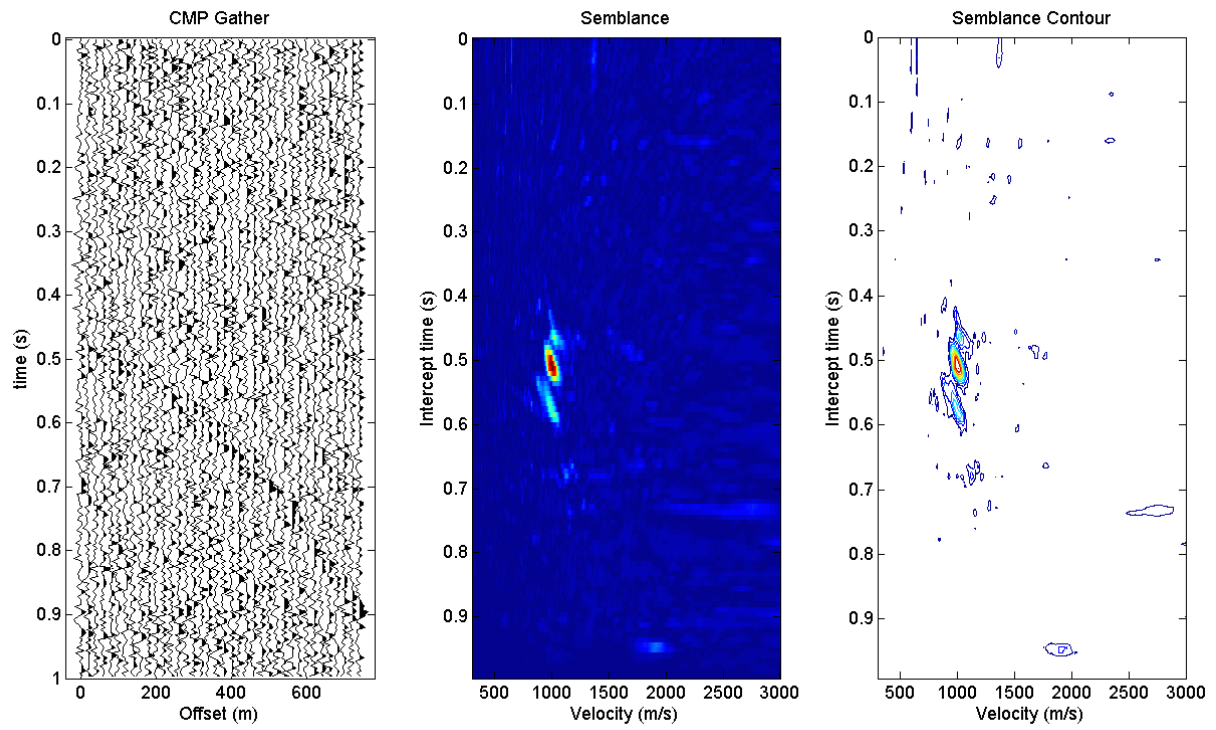 CMP Gather
0
0.1
0.2
0.3
0.4
0.5
0.6
0.7
0.8
0.9
1
time (s)
0 200 400 600
Offset (m)
Semblance
0
0.1
0.2
0.3
0.4
0.5
0.6
0.7
0.8
0.9
Intercept time (s)
500 1000 1500 2000 2500 3000
Velocity (m/s)
Semblance Contour
0
0.1
0.2
0.3
0.4
0.5
0.6
0.7
0.8
0.9
Intercept time (s)
500 1000 1500 2000 2500 3000
Velocity (m/s)